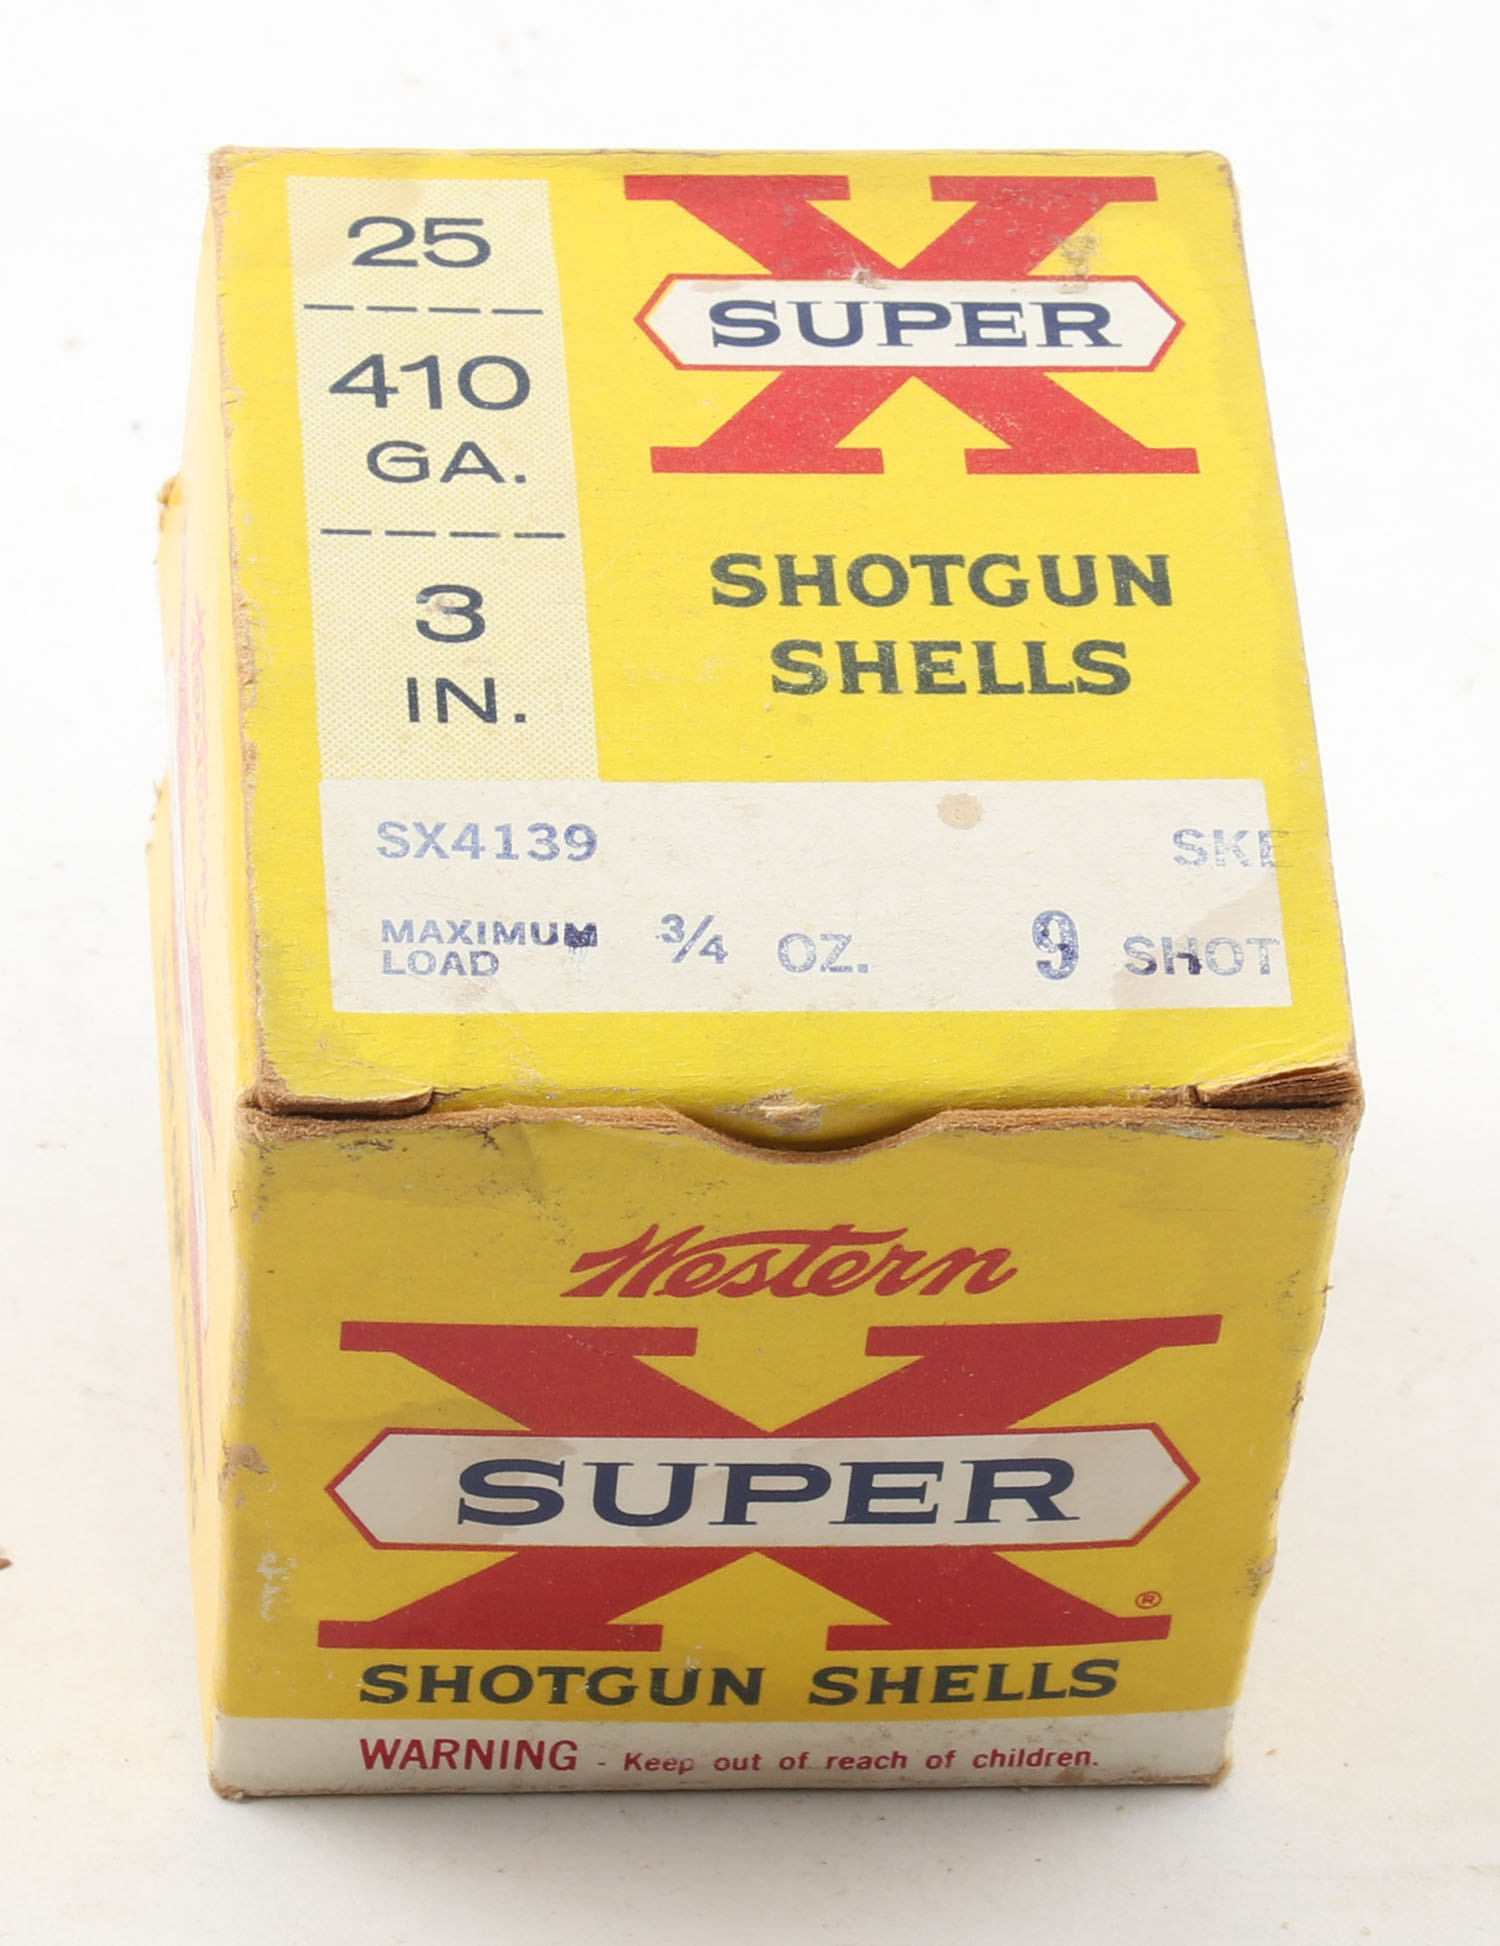 25
410
GA.
3
IN.
X
SUPER
SHOTGUN
SHELLS
SX4139 SKE
MAXIMUM
LOAD 3/4 OZ. 9 SHOT
Western
X
SUPER
®
SHOTGUN SHELLS
WARNING - Keep out of reach of children.